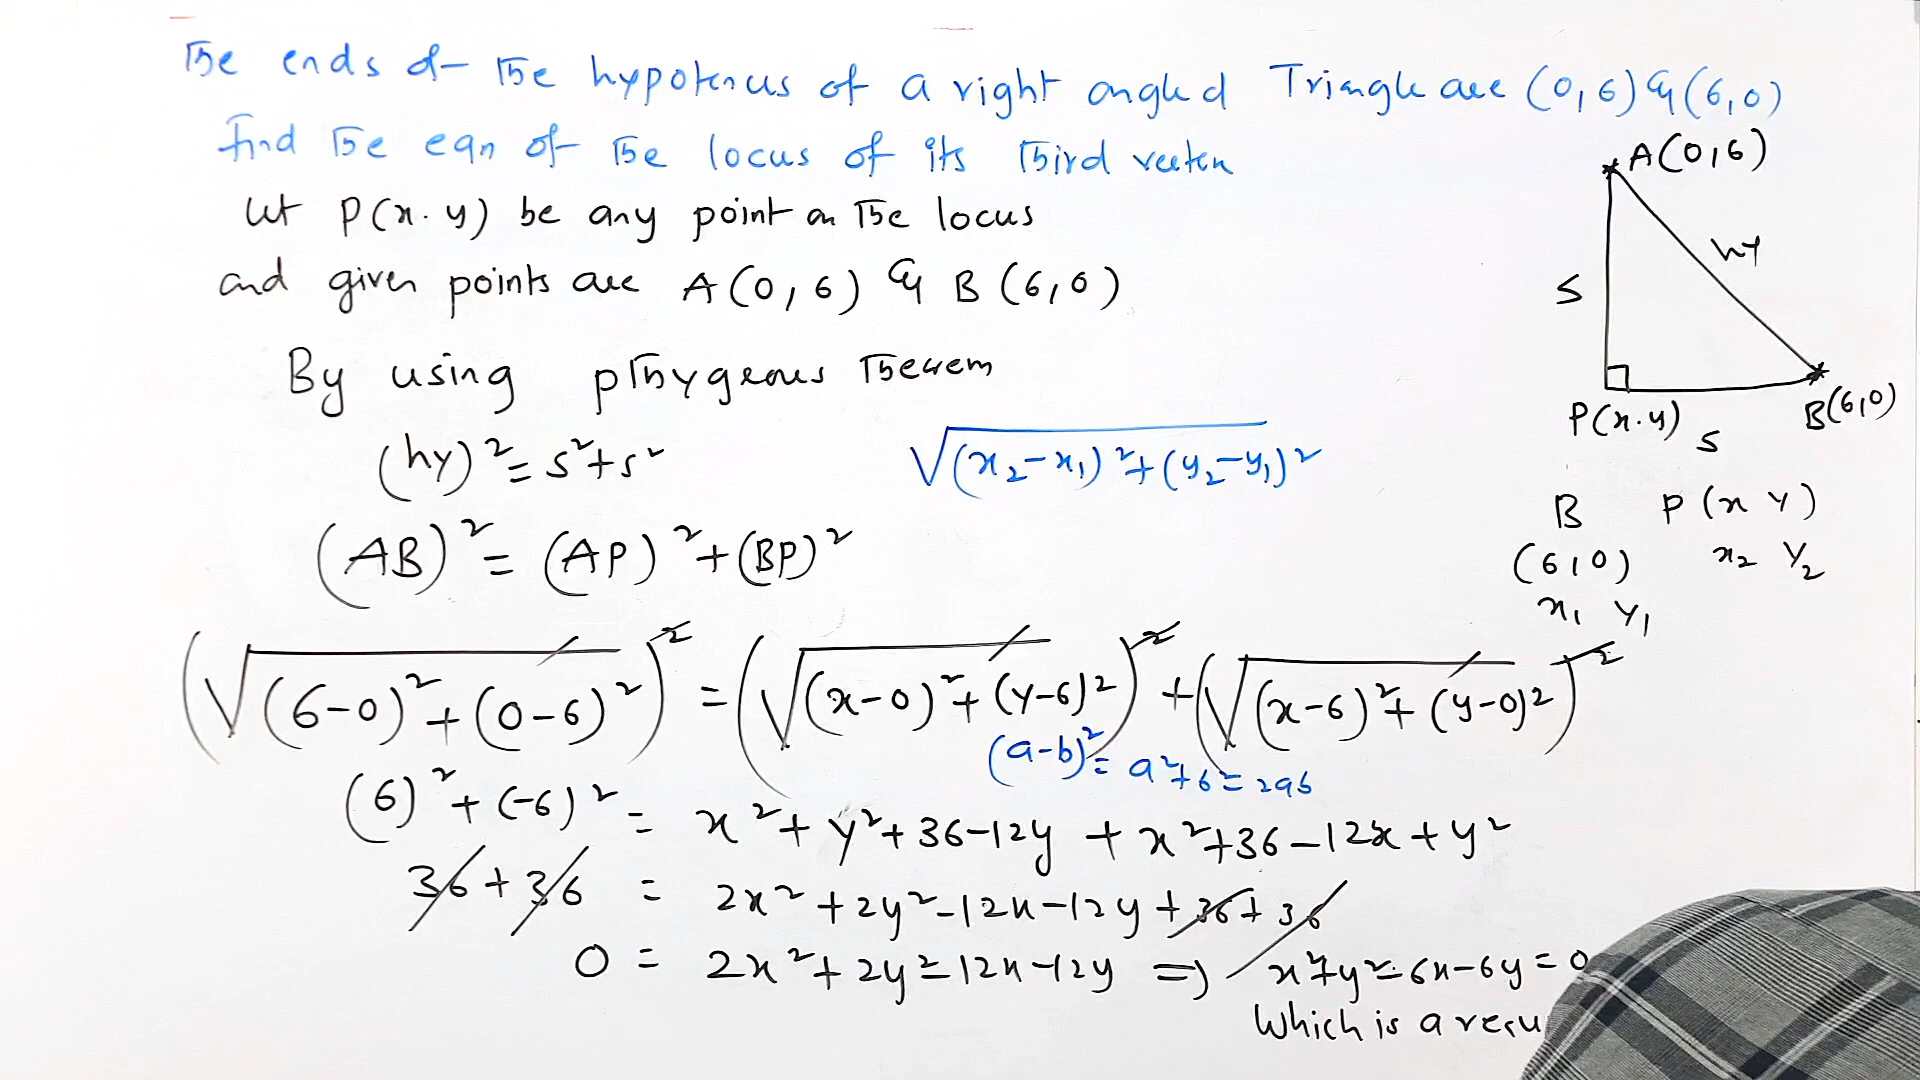 The ends of the hypotenus of a right angled Triangle are (0,6) & (6,0)
find the eqn of the locus of its third vertex
A(0,6)
let P(x.y) be any point on the locus
and given points are A(0,6) & B(6,0)
hy
S
By using pthygerous theorem
P(x.y)
S
B(6,0)
(hy)² = s²+s²
√(x₂-x₁)²+(y₂-y₁)²
B P(x y)
(6,0) x₂ y₂
x₁ y₁
(AB)² = (AP)²+(BP)²
(√(6-0)²+(0-6)²)² = (√(x-0)²+(y-6)²)² + (√(x-6)²+(y-0)²)²
(a-b)² = a²+b²=2ab
(6)²+(-6)² = x²+y²+36-12y + x²+36-12x+y²
36+36 = 2x²+2y²-12x-12y+36+36
0 = 2x²+2y²-12x-12y => x²+y²-6x-6y=0
Which is a requ